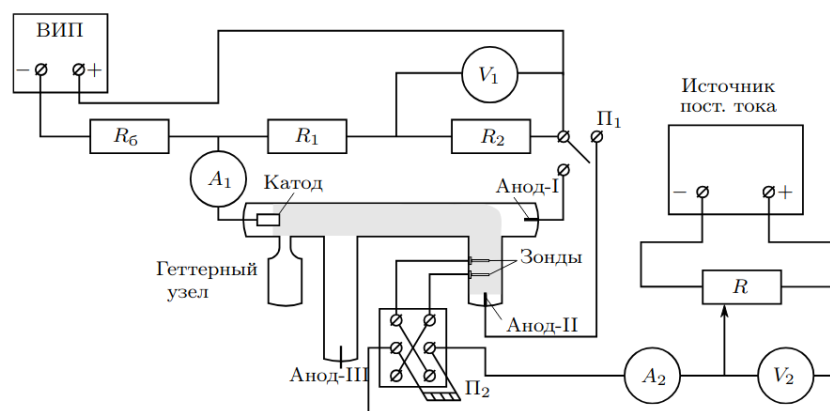 ВИП
− +
V₁
Источник
пост. тока
П₁
Rб
R₁
R₂
A₁
Катод
Анод-I
− +
Зонды
Геттерный
узел
R
Анод-II
Анод-III
П₂
A₂
V₂